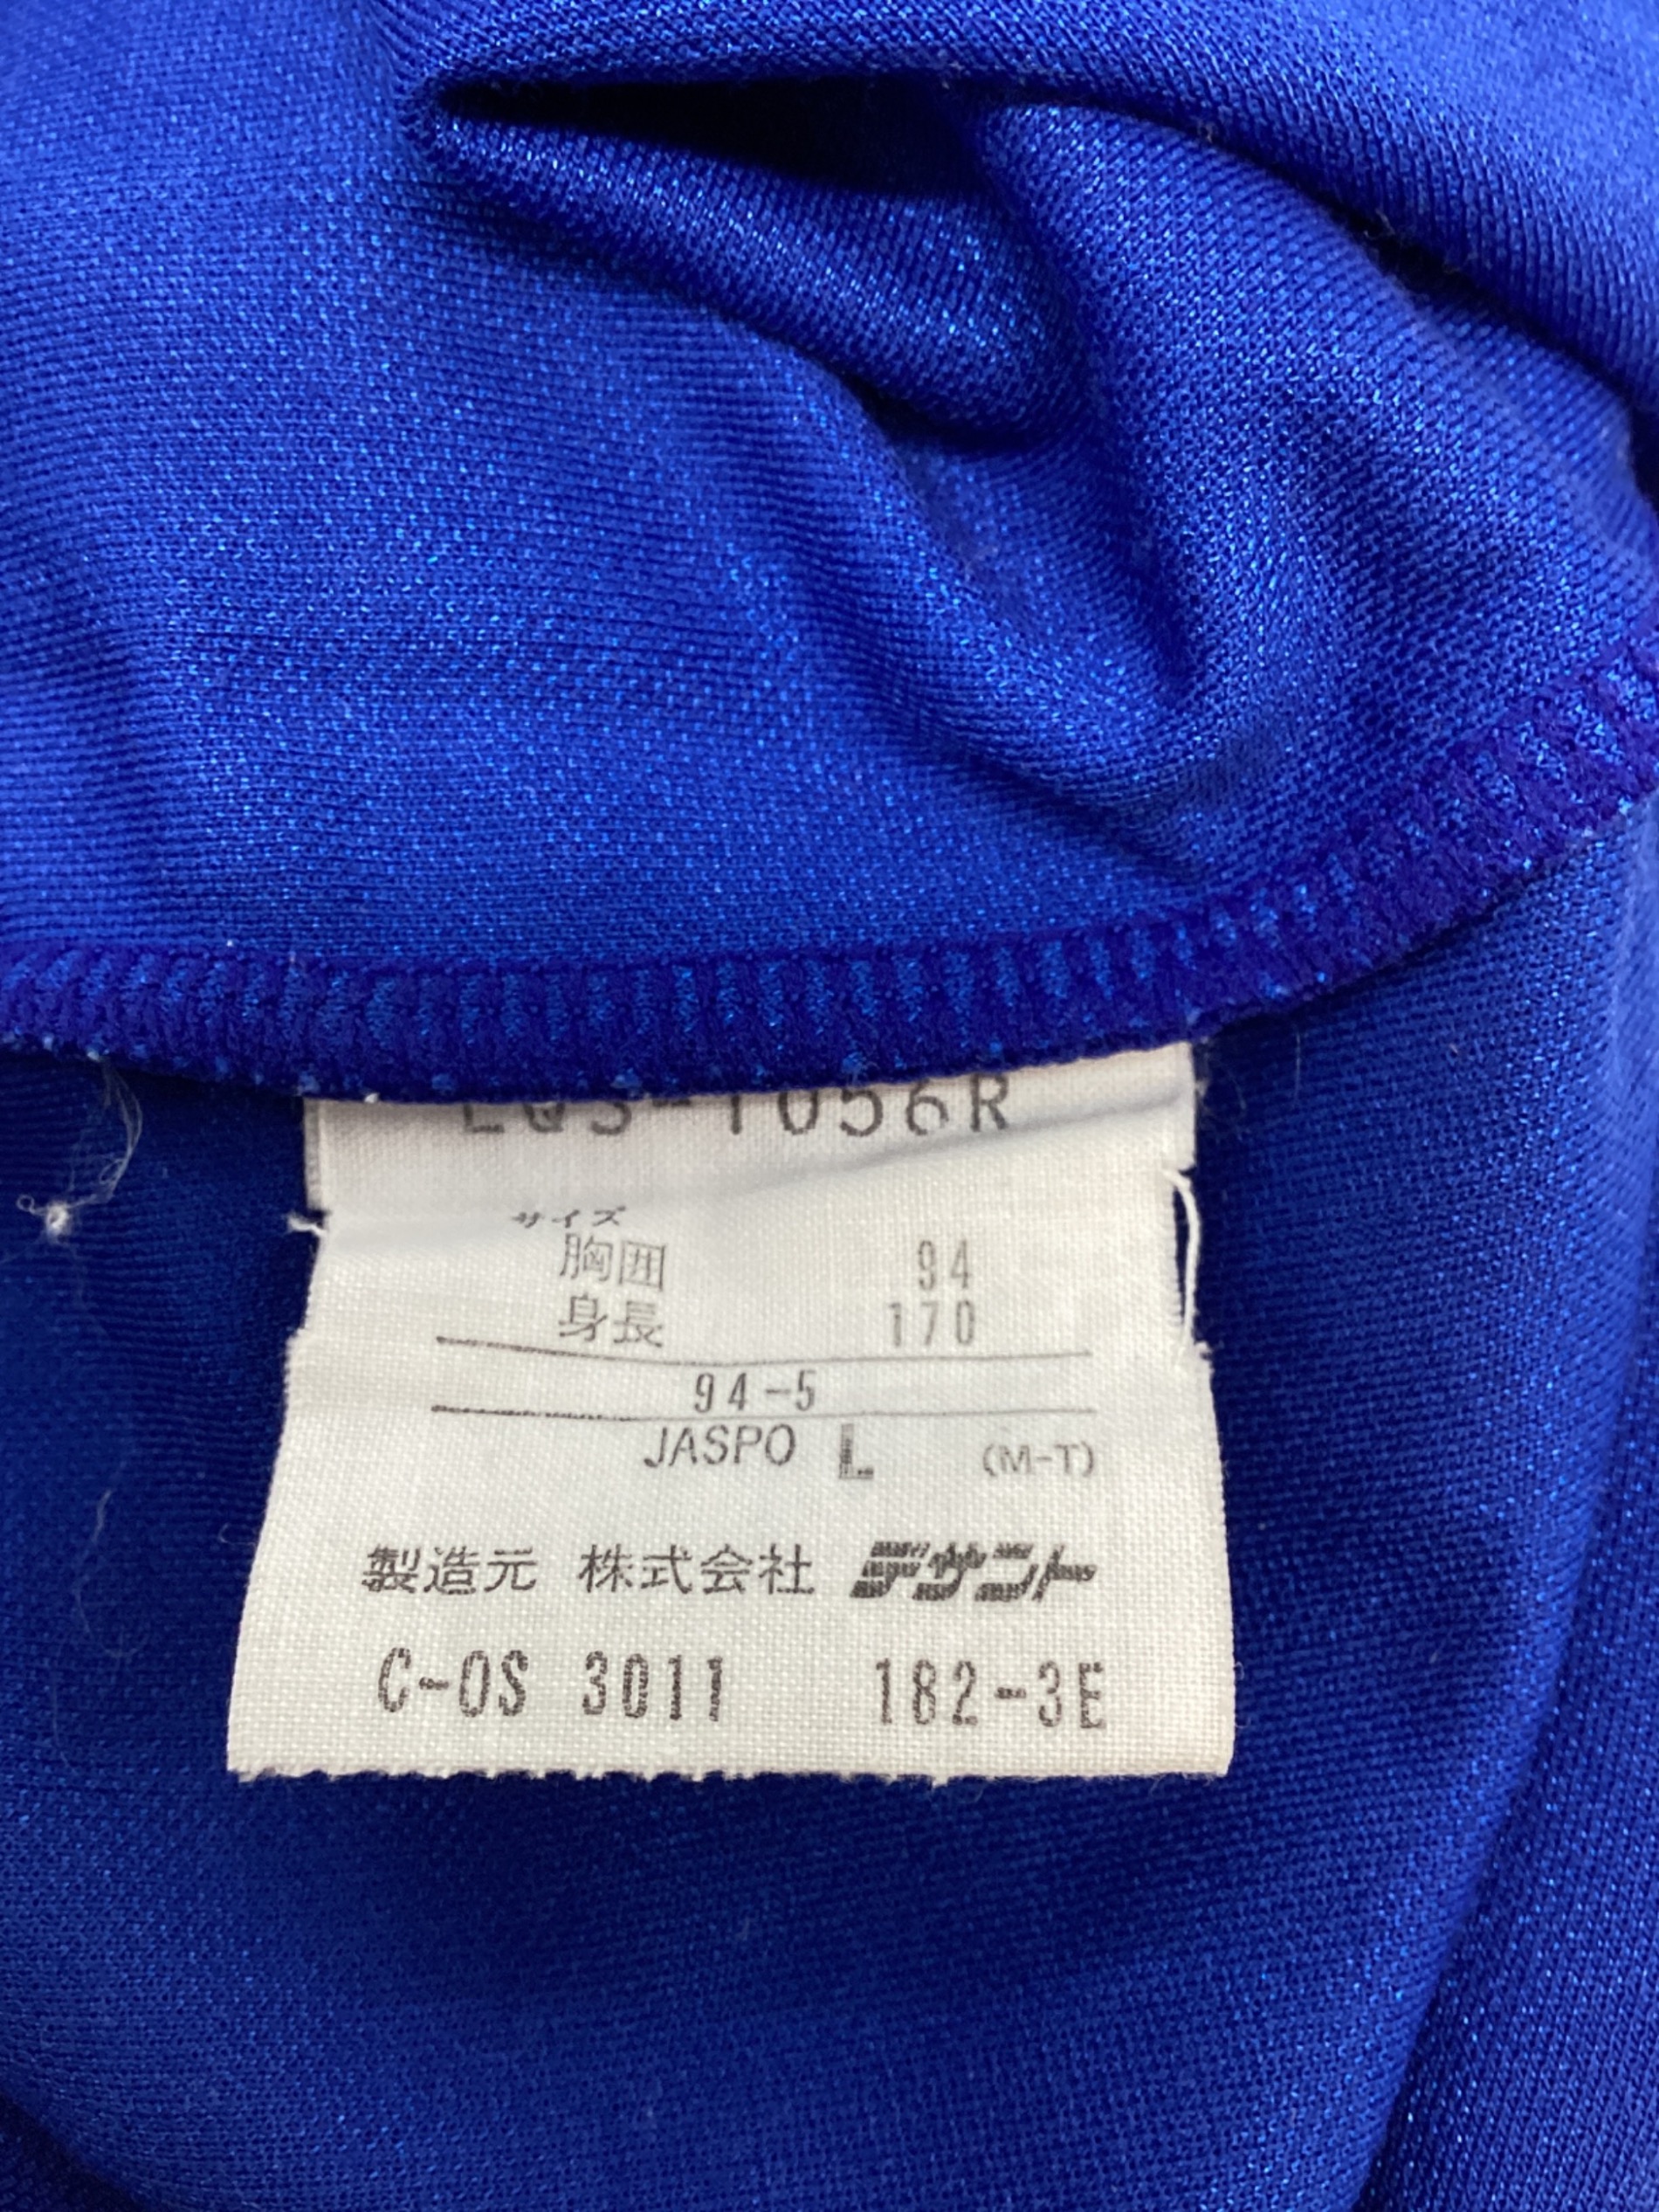 サイズ
胸囲 94
身長 170
94-5
JASPO L (M-T)
製造元 株式会社 デサント
C-OS 3011 182-3E